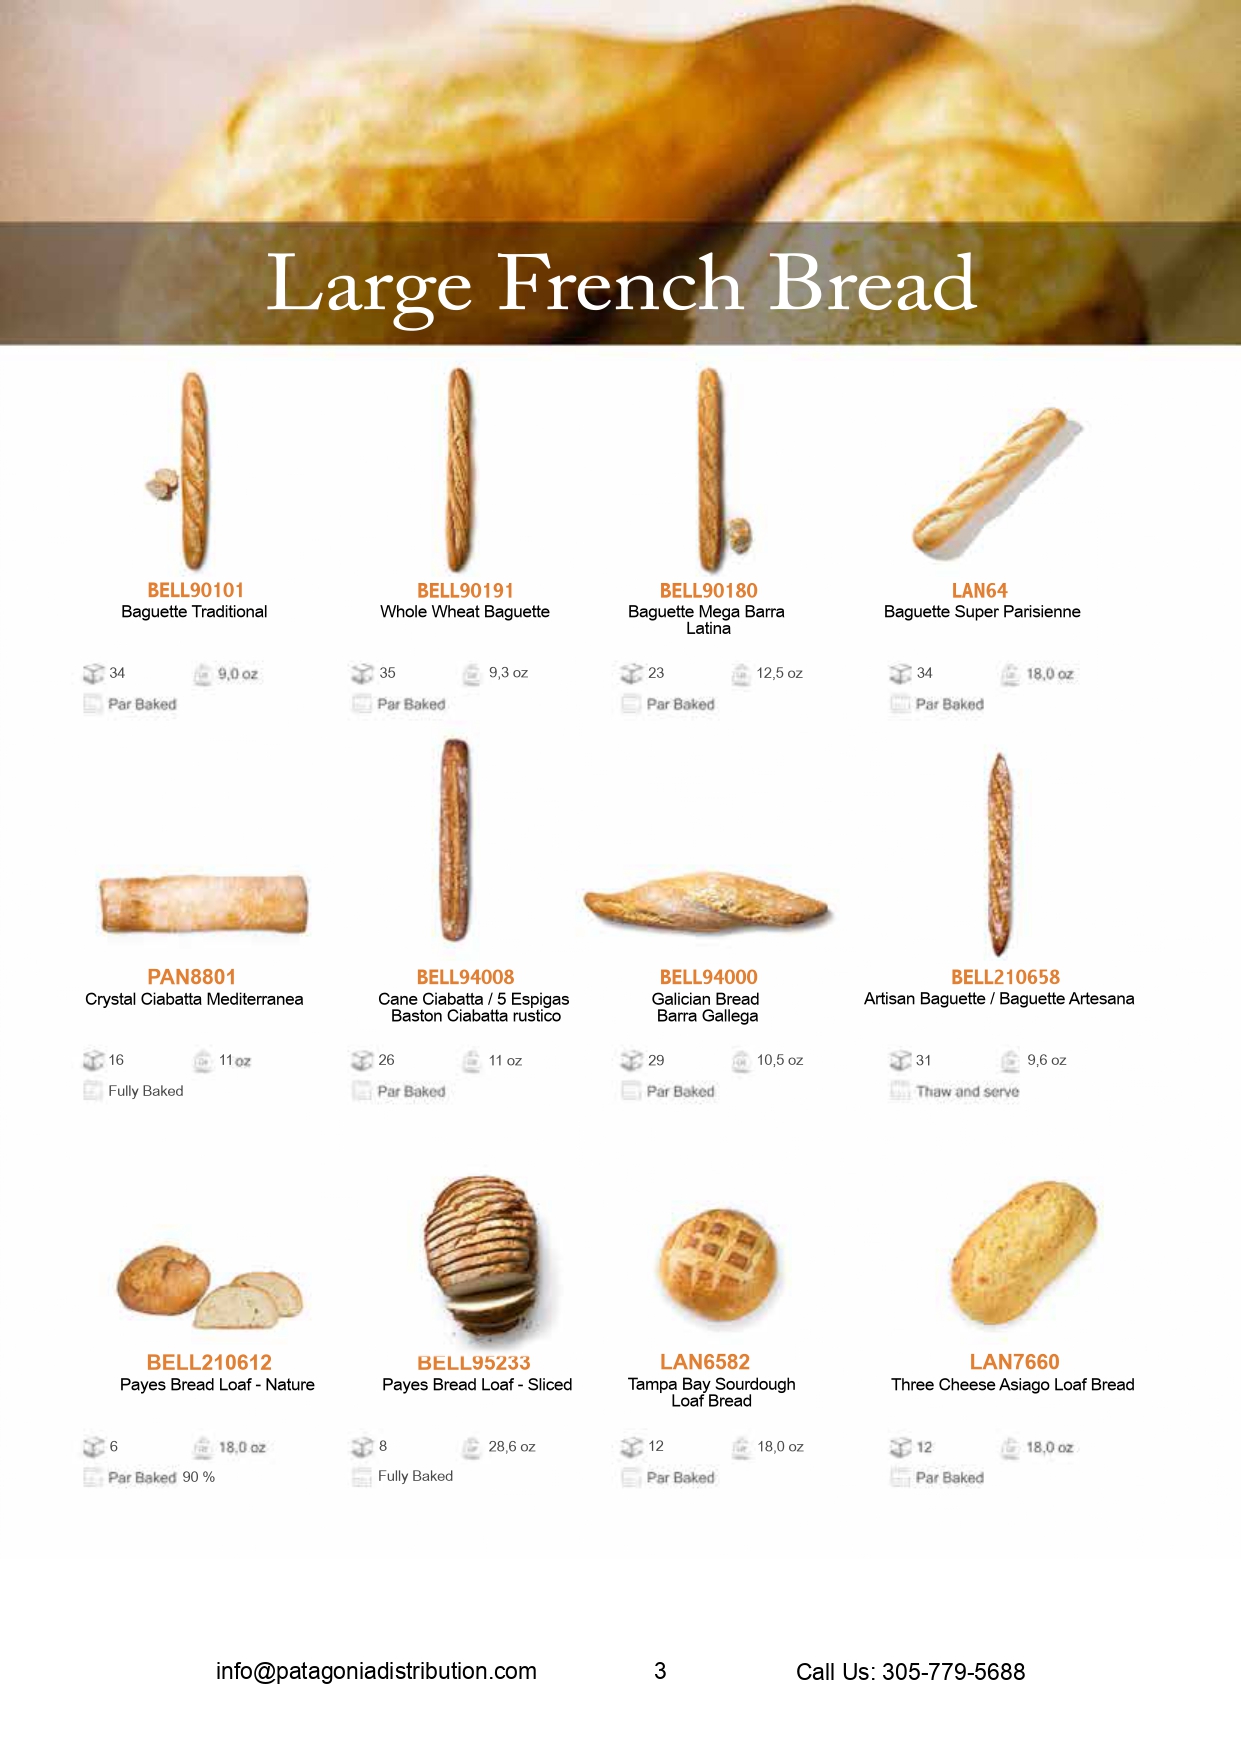 Large French Bread
BELL90101
Baguette Traditional
34
9,0 oz
Par Baked
BELL90191
Whole Wheat Baguette
35
9,3 oz
Par Baked
BELL90180
Baguette Mega Barra
Latina
23
12,5 oz
Par Baked
LAN64
Baguette Super Parisienne
34
18,0 oz
Par Baked
PAN8801
Crystal Ciabatta Mediterranea
16
11 oz
Fully Baked
BELL94008
Cane Ciabatta / 5 Espigas
Baston Ciabatta rustico
26
11 oz
Par Baked
BELL94000
Galician Bread
Barra Gallega
29
10,5 oz
Par Baked
BELL210658
Artisan Baguette / Baguette Artesana
31
9,6 oz
Thaw and serve
BELL210612
Payes Bread Loaf - Nature
6
18,0 oz
Par Baked 90 %
BELL95233
Payes Bread Loaf - Sliced
8
28,6 oz
Fully Baked
LAN6582
Tampa Bay Sourdough
Loaf Bread
12
18,0 oz
Par Baked
LAN7660
Three Cheese Asiago Loaf Bread
12
18,0 oz
Par Baked
info@patagoniadistribution.com
3
Call Us: 305-779-5688